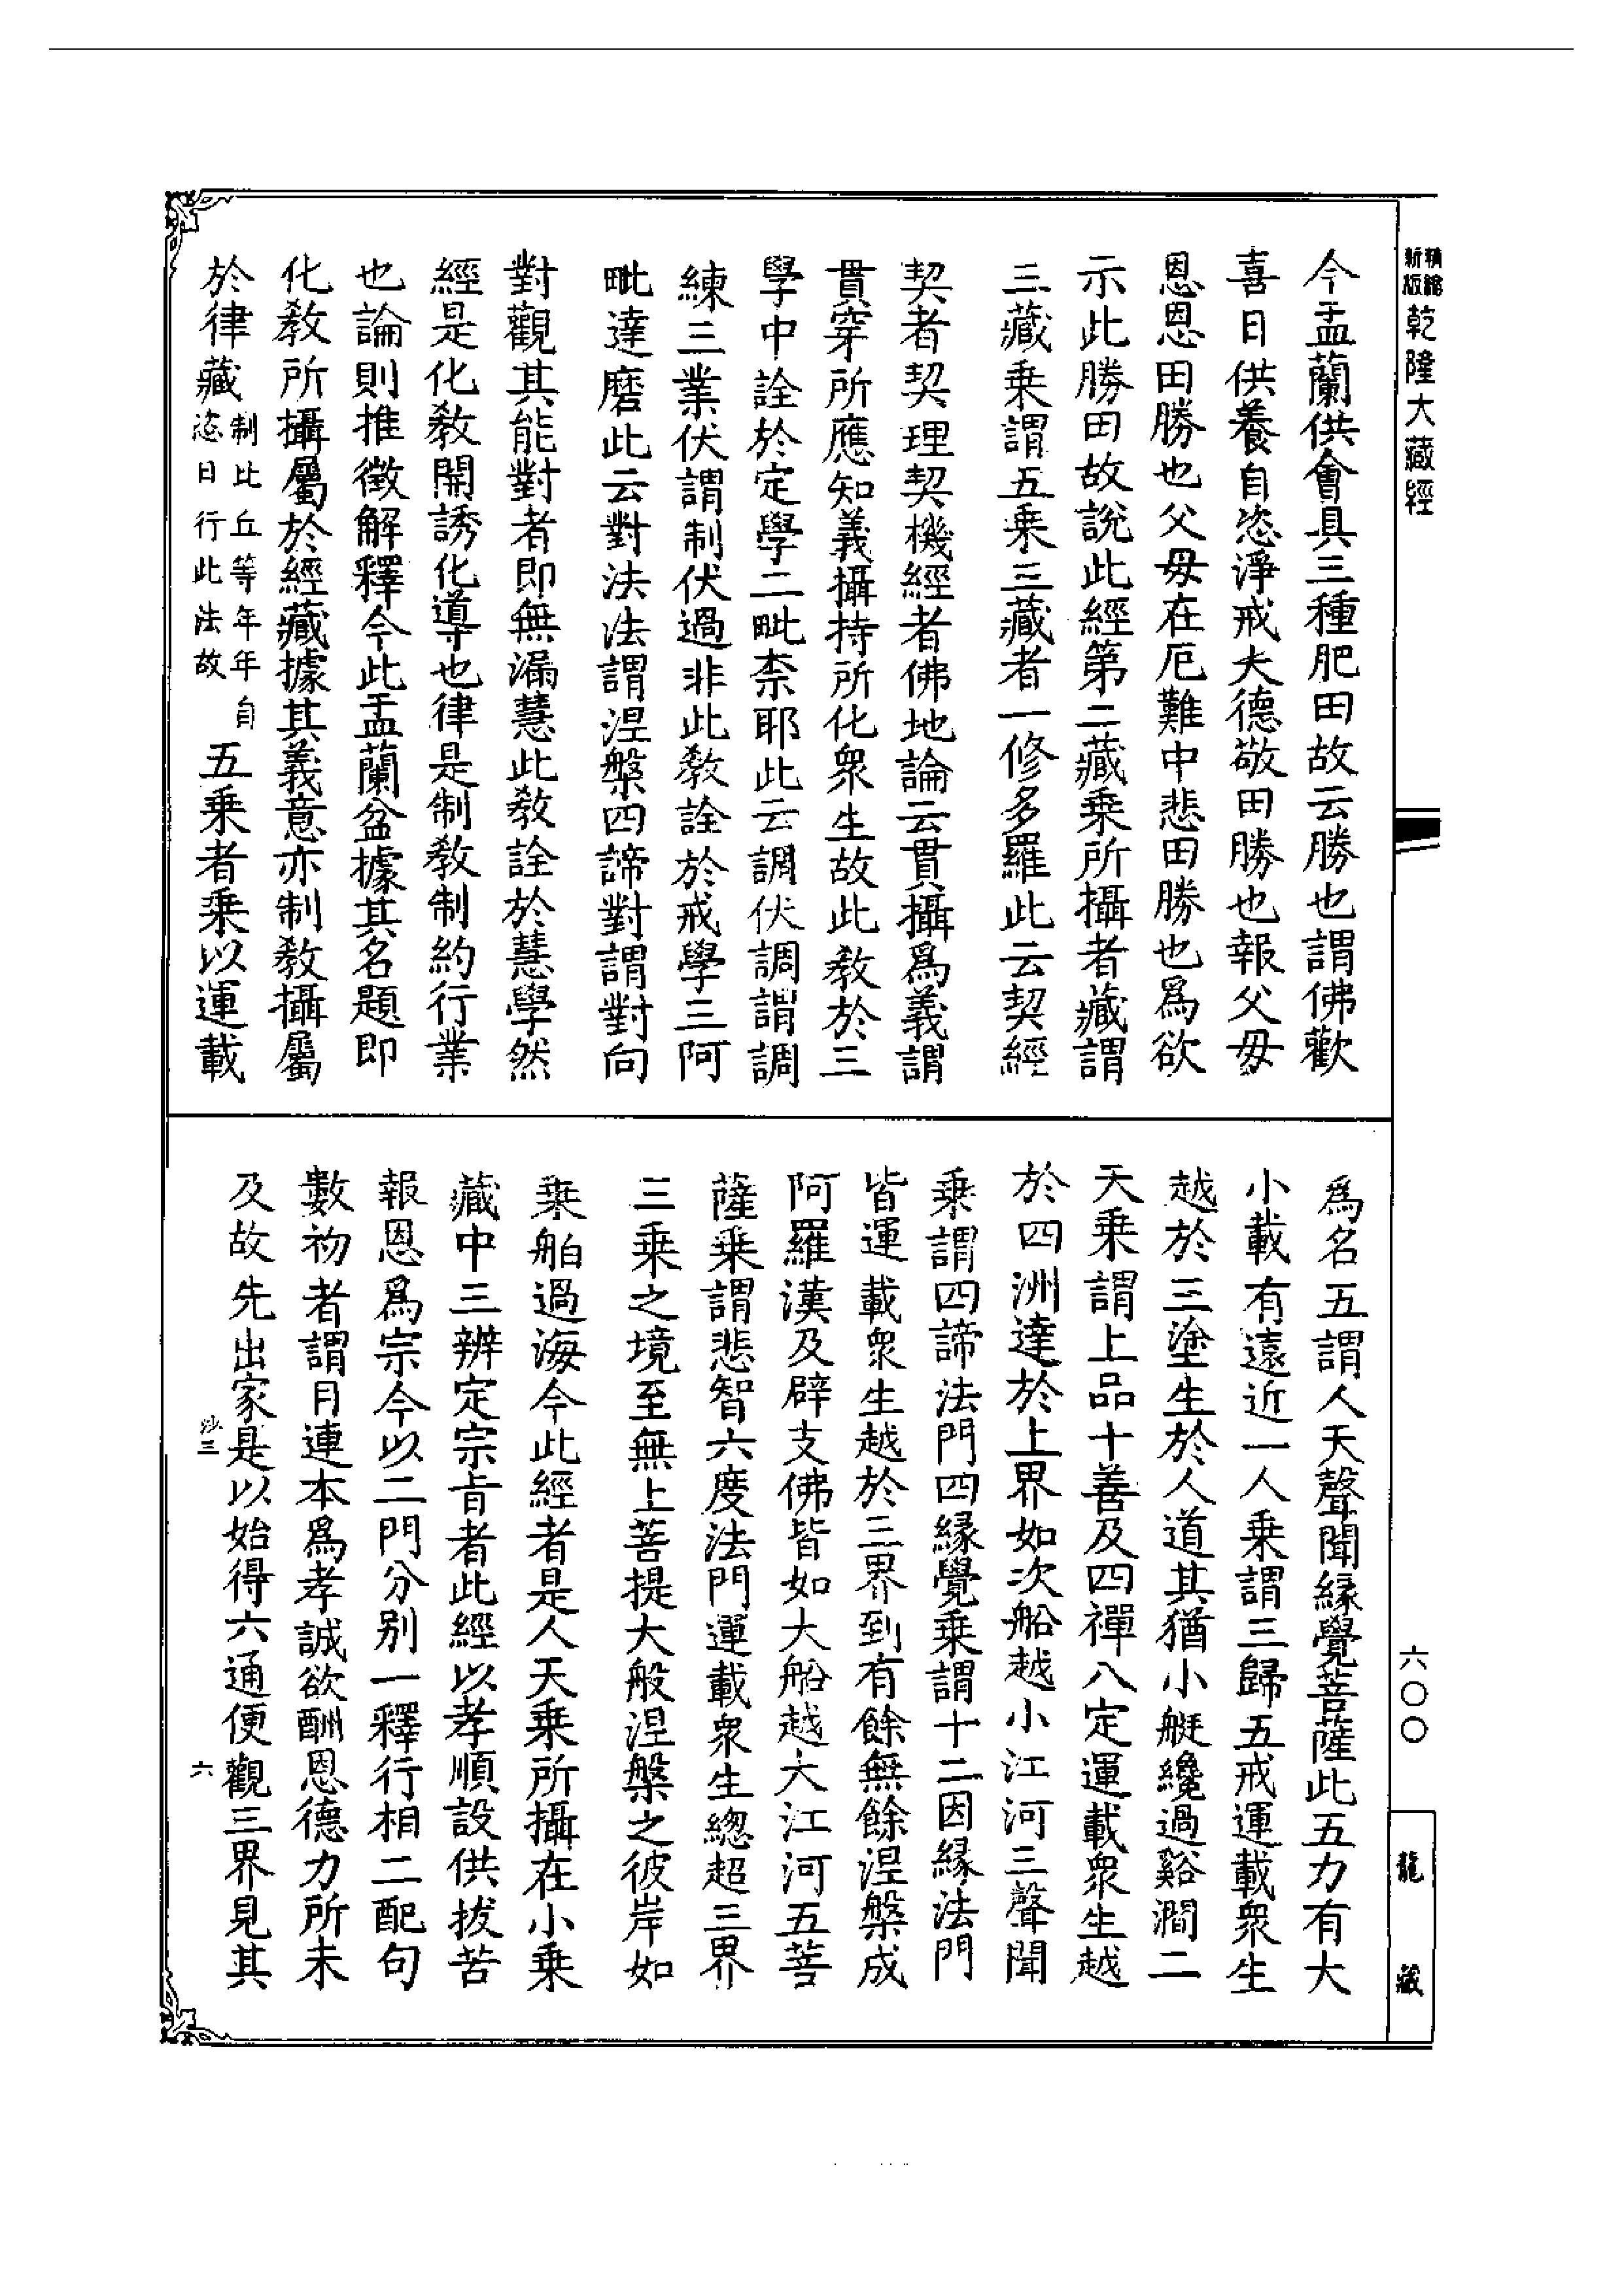 精縮新版乾隆大藏經
六〇〇
龍藏
今盂蘭供會具三種肥田故云勝也謂佛歡
喜日供養自恣淨戒大德敬田勝也報父母
恩恩田勝也父母在厄難中悲田勝也爲欲
示此勝田故說此經第二藏乘所攝者藏謂
三藏乘謂五乘三藏者一修多羅此云契經
契者契理契機經者佛地論云貫攝爲義謂
貫穿所應知義攝持所化衆生故此教於三
學中詮於定學二毗柰耶此云調伏調謂調
練三業伏謂制伏過非此教詮於戒學三阿
毗達磨此云對法法謂涅槃四諦對謂對向
對觀其能對者即無漏慧此教詮於慧學然
經是化教開誘化導也律是制教制約行業
也論則推徵解釋今此盂蘭盆據其名題即
化教所攝屬於經藏據其義意亦制教攝屬
於律藏制比丘等年年自恣日行此法故五乘者乘以運載
爲名五謂人天聲聞緣覺菩薩此五力有大
小載有遠近一人乘謂三歸五戒運載衆生
越於三塗生於人道其猶小艇纔過谿澗二
天乘謂上品十善及四禪八定運載衆生越
於四洲達於上界如次船越小江河三聲聞
乘謂四諦法門四緣覺乘謂十二因緣法門
皆運載衆生越於三界到有餘無餘涅槃成
阿羅漢及辟支佛皆如大船越大江河五菩
薩乘謂悲智六度法門運載衆生總超三界
三乘之境至無上菩提大般涅槃之彼岸如
乘舶過海今此經者是人天乘所攝在小乘
藏中三辨定宗旨者此經以孝順設供拔苦
報恩爲宗今以二門分別一釋行相二配句
數初者謂目連本爲孝誠欲酬恩德力所未
及故先出家是以始得六通便觀三界見其
沙三
六